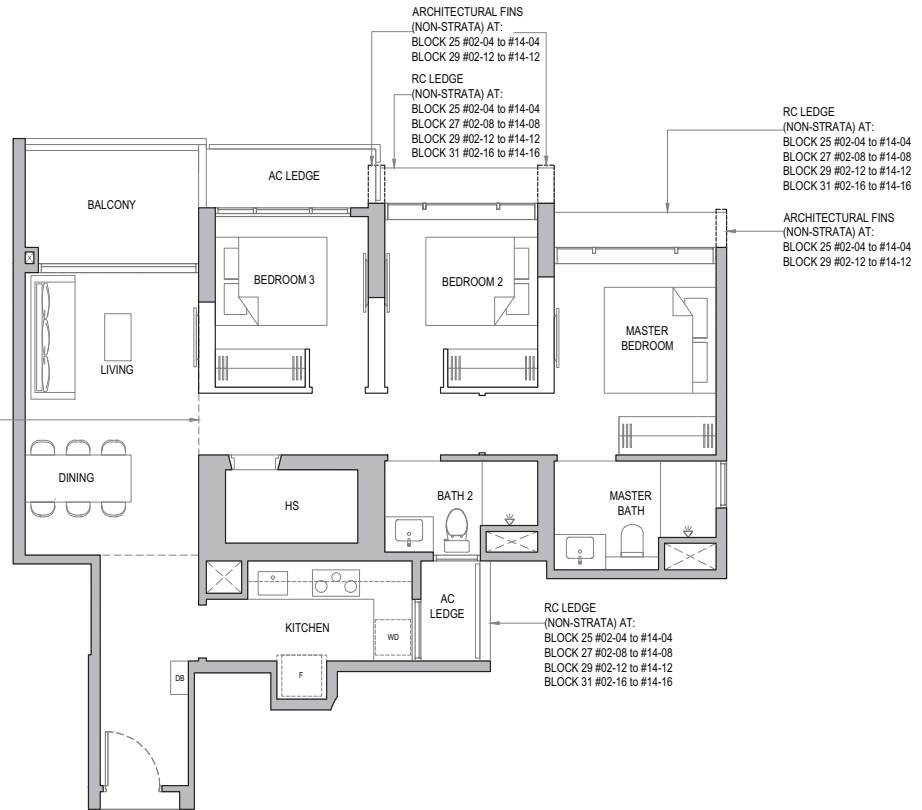 ARCHITECTURAL FINS
(NON-STRATA) AT:
BLOCK 25 #02-04 to #14-04
BLOCK 29 #02-12 to #14-12
RC LEDGE
(NON-STRATA) AT:
BLOCK 25 #02-04 to #14-04
BLOCK 27 #02-08 to #14-08
BLOCK 29 #02-12 to #14-12
BLOCK 31 #02-16 to #14-16
RC LEDGE
(NON-STRATA) AT:
BLOCK 25 #02-04 to #14-04
BLOCK 27 #02-08 to #14-08
BLOCK 29 #02-12 to #14-12
BLOCK 31 #02-16 to #14-16
ARCHITECTURAL FINS
(NON-STRATA) AT:
BLOCK 25 #02-04 to #14-04
BLOCK 29 #02-12 to #14-12
AC LEDGE
BALCONY
BEDROOM 3
BEDROOM 2
MASTER
BEDROOM
LIVING
DINING
HS
BATH 2
MASTER
BATH
AC
LEDGE
KITCHEN
WD
F
DB
RC LEDGE
(NON-STRATA) AT:
BLOCK 25 #02-04 to #14-04
BLOCK 27 #02-08 to #14-08
BLOCK 29 #02-12 to #14-12
BLOCK 31 #02-16 to #14-16